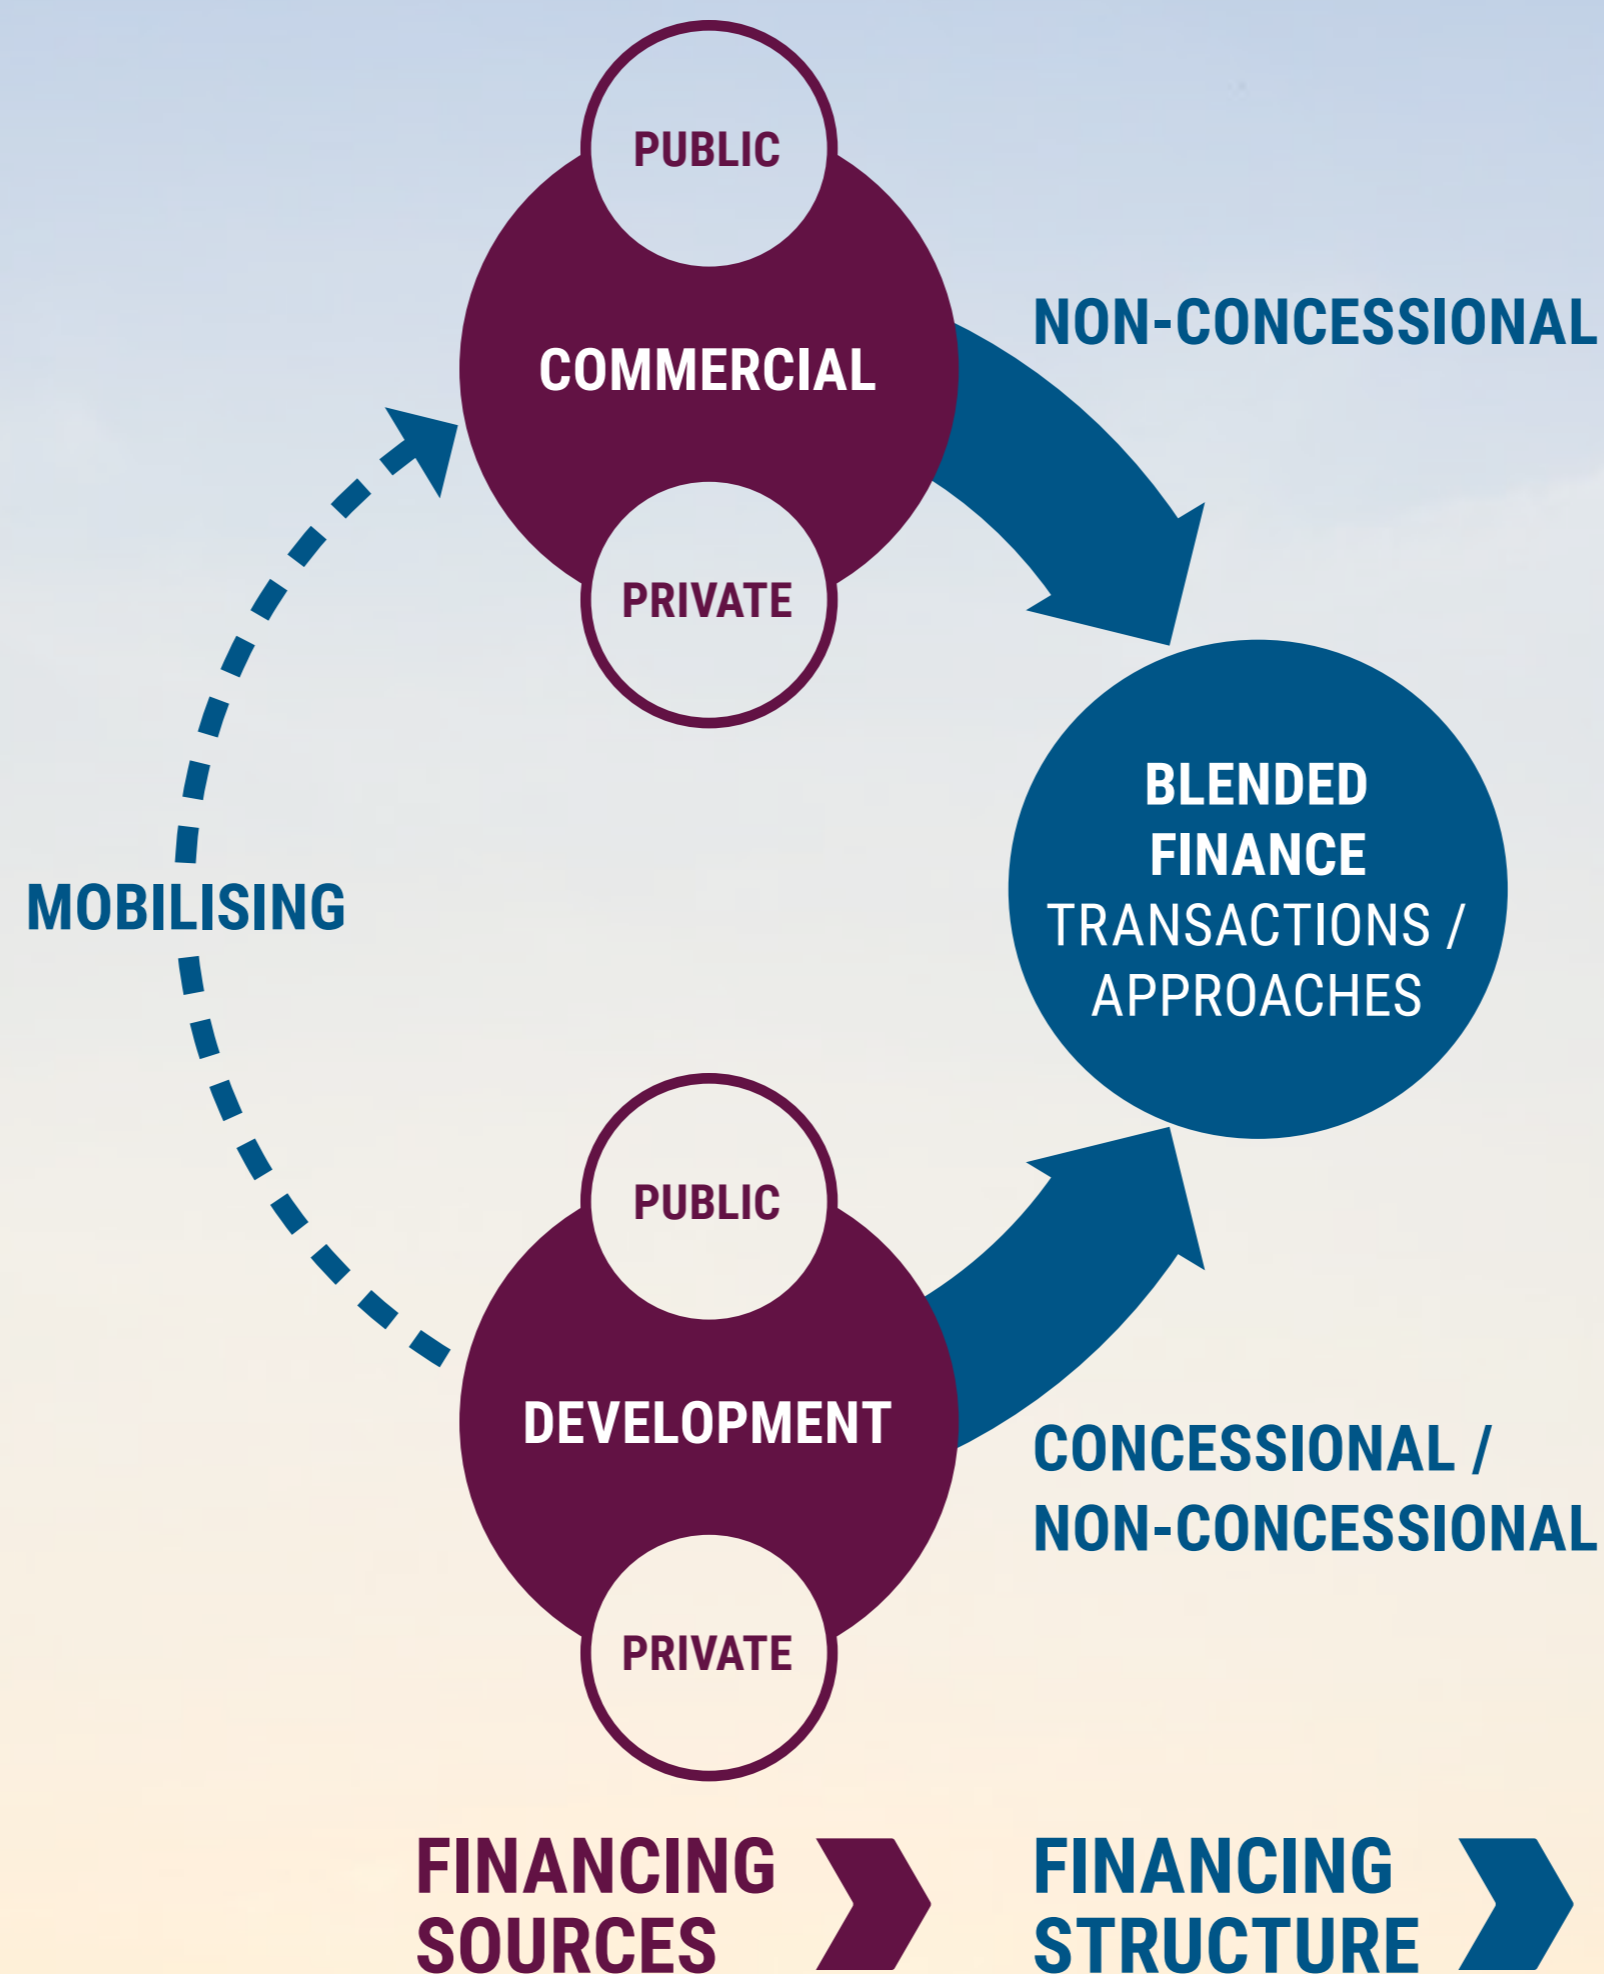 PUBLIC
COMMERCIAL
PRIVATE
NON-CONCESSIONAL
MOBILISING
BLENDED
FINANCE
TRANSACTIONS /
APPROACHES
PUBLIC
DEVELOPMENT
PRIVATE
CONCESSIONAL /
NON-CONCESSIONAL
FINANCING
SOURCES
FINANCING
STRUCTURE